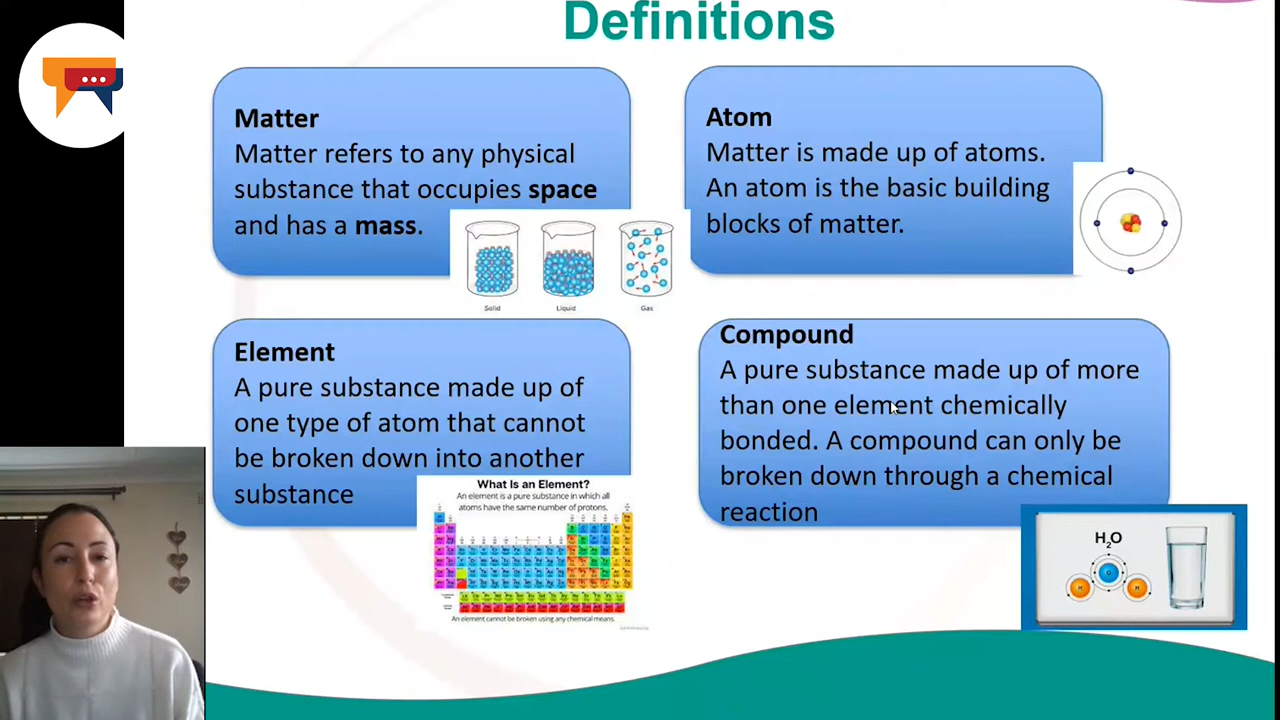 Definitions
Matter
Matter refers to any physical
substance that occupies space
and has a mass.
Solid
Liquid
Gas
Atom
Matter is made up of atoms.
An atom is the basic building
blocks of matter.
Element
A pure substance made up of
one type of atom that cannot
be broken down into another
substance
What Is an Element?
An element is a pure substance in which all
atoms have the same number of protons.
An element cannot be broken using any chemical means.
Compound
A pure substance made up of more
than one element chemically
bonded. A compound can only be
broken down through a chemical
reaction
H2O
O
H
H